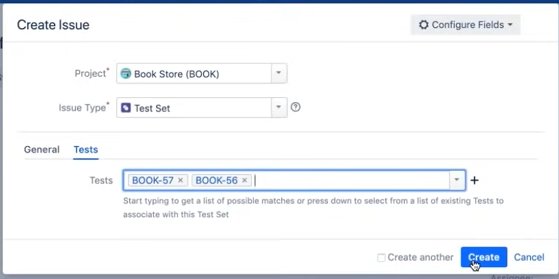 Create Issue
Configure Fields
Project*
Book Store (BOOK)
Issue Type*
Test Set
General
Tests
Tests
BOOK-57 × BOOK-56 ×
Start typing to get a list of possible matches or press down to select from a list of existing Tests to
associate with this Test Set
Create another
Create
Cancel